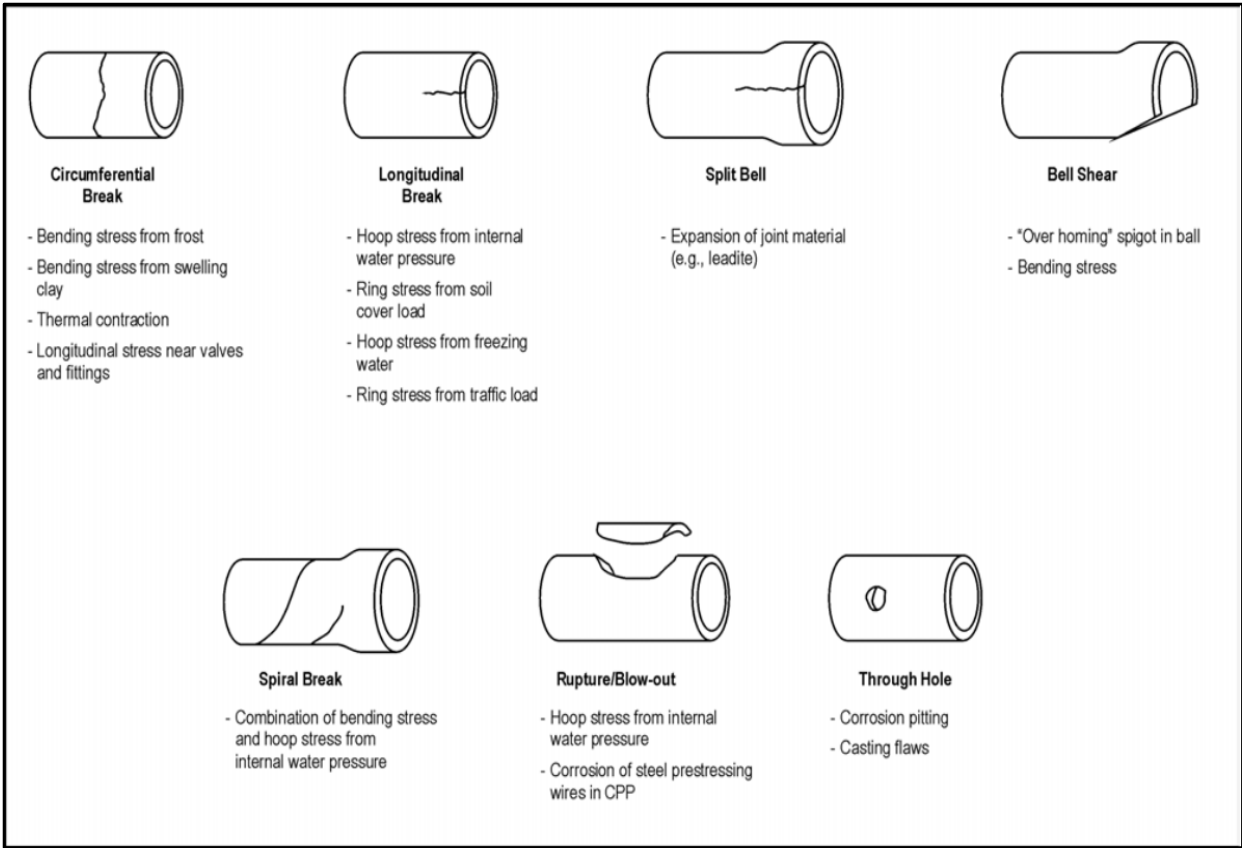 Circumferential
Break
- Bending stress from frost
- Bending stress from swelling
clay
- Thermal contraction
- Longitudinal stress near valves
and fittings
Longitudinal
Break
- Hoop stress from internal
water pressure
- Ring stress from soil
cover load
- Hoop stress from freezing
water
- Ring stress from traffic load
Split Bell
- Expansion of joint material
(e.g., leadite)
Bell Shear
- "Over homing" spigot in ball
- Bending stress
Spiral Break
- Combination of bending stress
and hoop stress from
internal water pressure
Rupture/Blow-out
- Hoop stress from internal
water pressure
- Corrosion of steel prestressing
wires in CPP
Through Hole
- Corrosion pitting
- Casting flaws